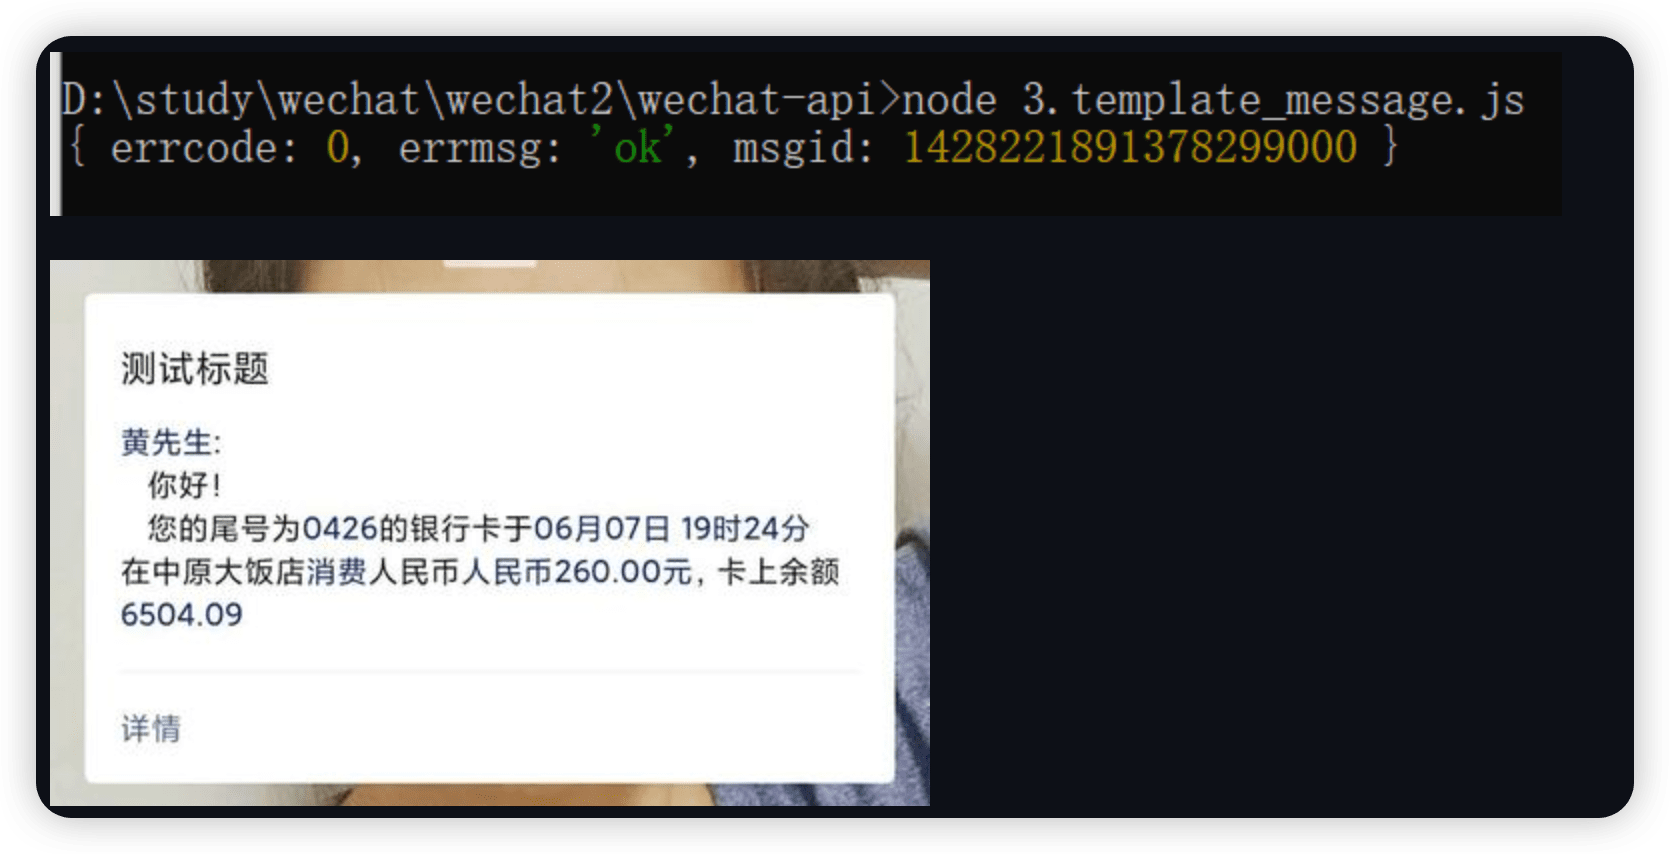 D:\study\wechat\wechat2\wechat-api>node 3.template_message.js
{ errcode: 0, errmsg: 'ok', msgid: 1428221891378299000 }
测试标题
黄先生:
你好!
您的尾号为0426的银行卡于06月07日 19时24分
在中原大饭店消费人民币人民币260.00元, 卡上余额
6504.09
详情